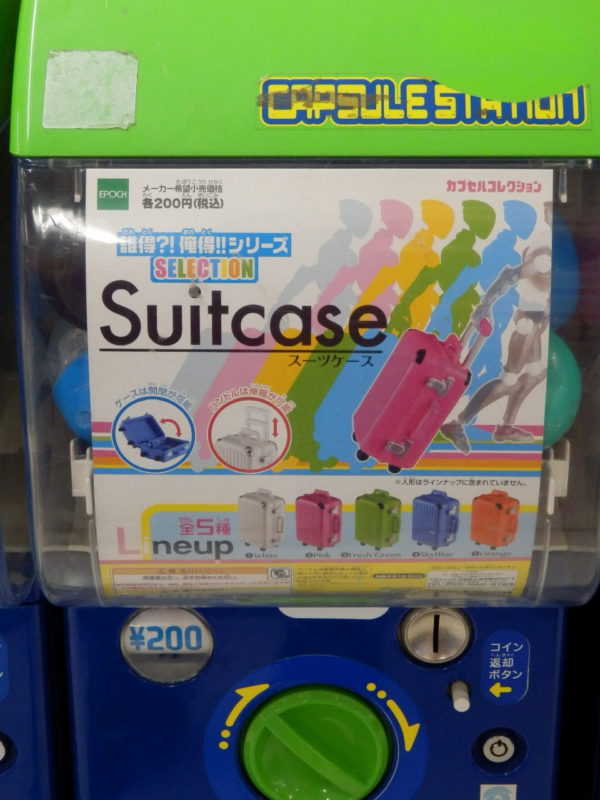 CAPSULE STATION
EPOCH
メーカー希望小売価格
各200円(税込)
カプセルコレクション
誰得?! 俺得!!シリーズ
SELECTION
Suitcase
スーツケース
ケースは開閉が可能
ハンドルは伸縮が可能
※人形はラインナップに含まれていません。
全5種
Lineup
1White
2Pink
3Fresh Green
4SkyBlue
5Orange
¥200
コイン
返却
ボタン